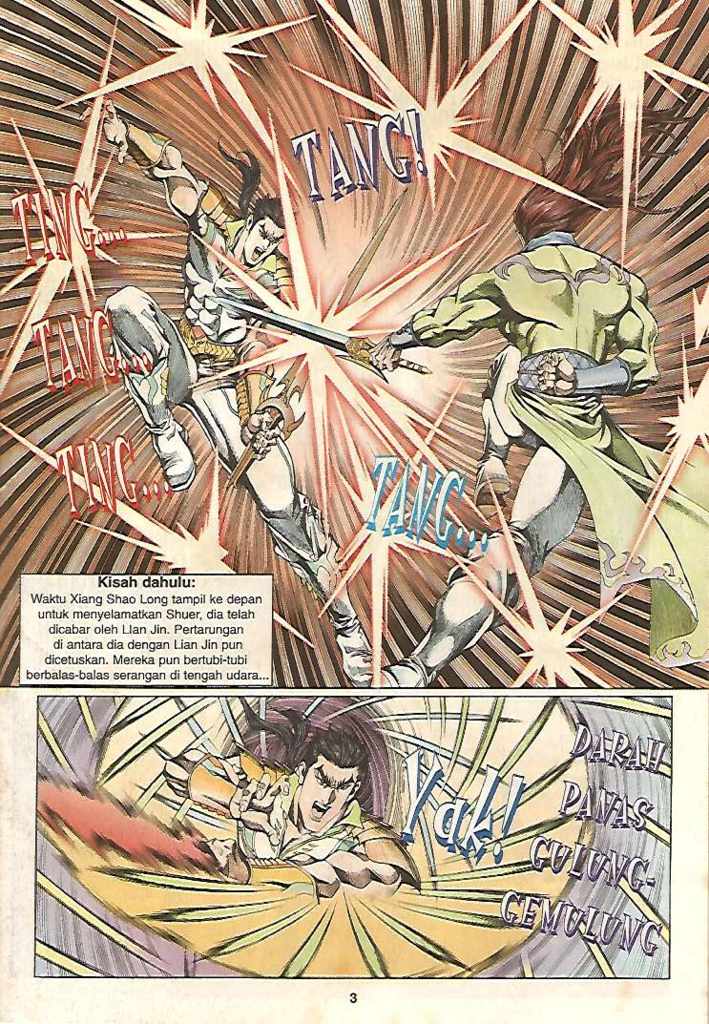 TANG!
TING...
TANG...
TING...
TANG...
Kisah dahulu:
Waktu Xiang Shao Long tampil ke depan
untuk menyelamatkan Shuer, dia telah
dicabar oleh LIan Jin. Pertarungan
di antara dia dengan Lian Jin pun
dicetuskan. Mereka pun bertubi-tubi
berbalas-balas serangan di tengah udara...
Yak!
DARAH
PANAS
GULUNG-
GEMULUNG
3